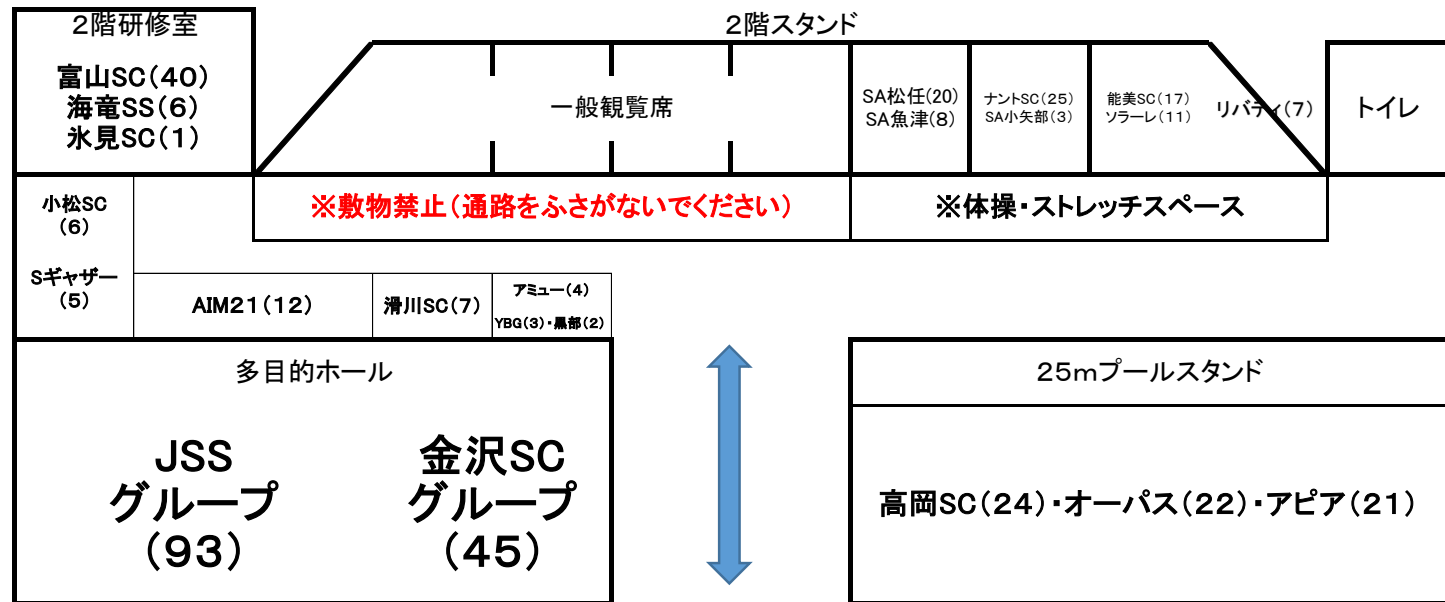 ２階研修室
富山SC(40)
海竜SS(6)
氷見SC(1)
２階スタンド
一般観覧席
SA松任(20)
SA魚津(8)
ナントSC(25)
SA小矢部(3)
能美SC(17)
ソラーレ(11)
リバティ(7)
トイレ
小松SC
(6)
Sギャザー
(5)
※敷物禁止(通路をふさがないでください)
※体操・ストレッチスペース
AIM21(12)
滑川SC(7)
アミュー(4)
YBG(3)・黒部(2)
多目的ホール
JSS
グループ
(93)
金沢SC
グループ
(45)
25mプールスタンド
高岡SC(24)・オーパス(22)・アピア(21)